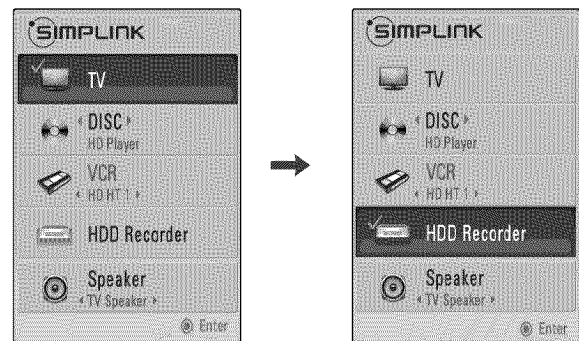 SIMPLINK
TV
DISC
HD Player
VCR
HD HT 1
HDD Recorder
Speaker
TV Speaker
Enter
SIMPLINK
TV
DISC
HD Player
VCR
HD HT 1
HDD Recorder
Speaker
TV Speaker
Enter